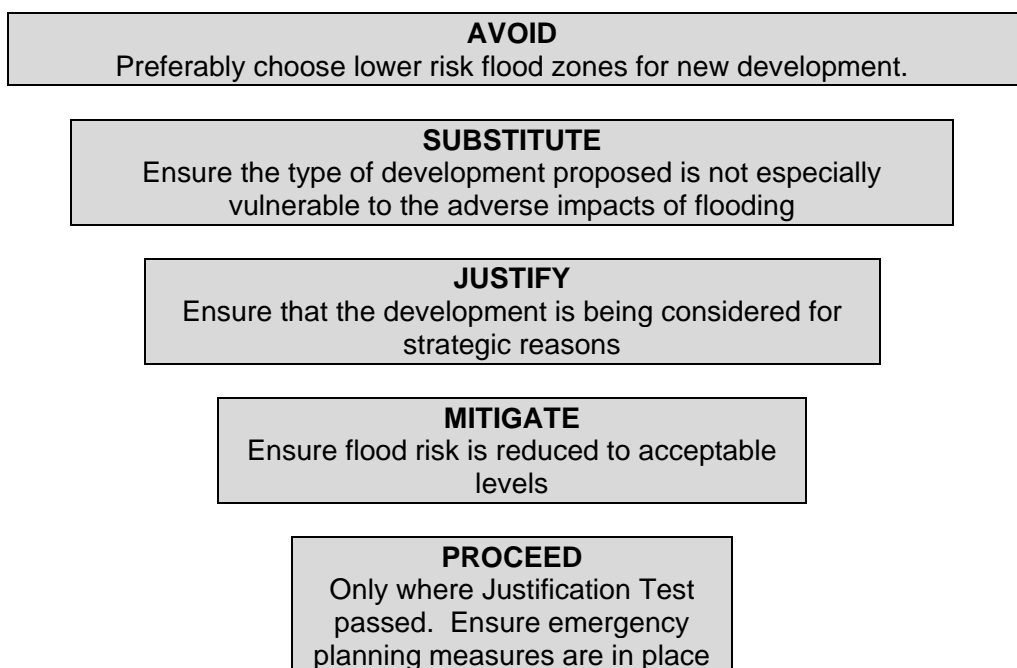 AVOID
Preferably choose lower risk flood zones for new development.
SUBSTITUTE
Ensure the type of development proposed is not especially
vulnerable to the adverse impacts of flooding
JUSTIFY
Ensure that the development is being considered for
strategic reasons
MITIGATE
Ensure flood risk is reduced to acceptable
levels
PROCEED
Only where Justification Test
passed.  Ensure emergency
planning measures are in place